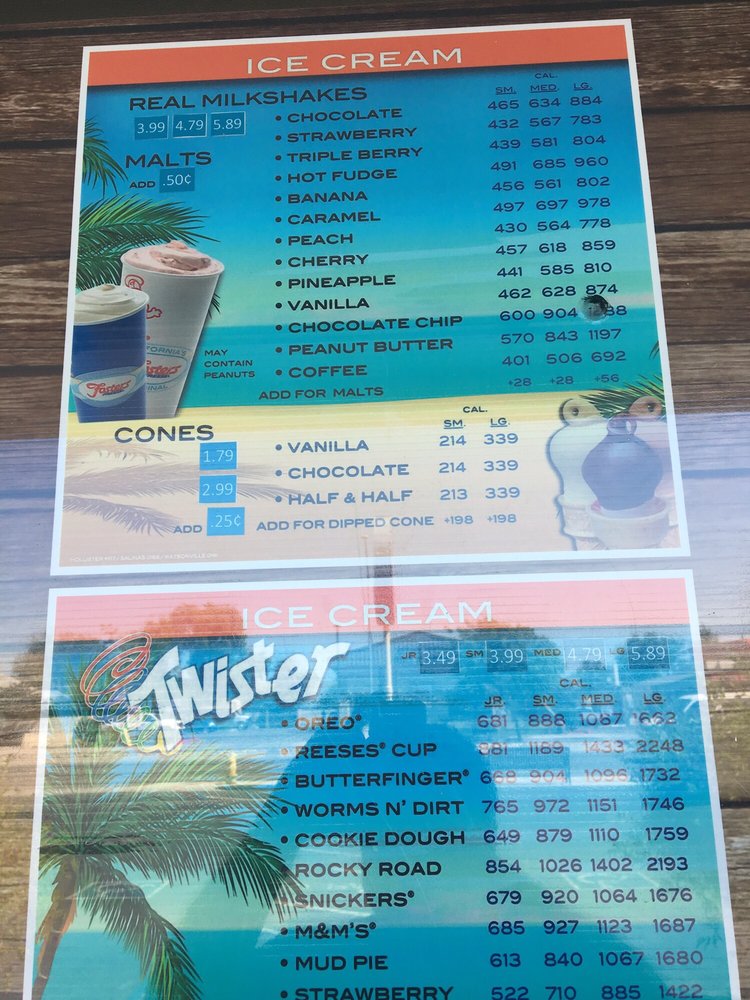 ICE CREAM
REAL MILKSHAKES
3.99 4.79 5.89
MALTS
ADD .50¢
CAL.
SM. MED. LG.
• CHOCOLATE 465 634 884
• STRAWBERRY 432 567 783
• TRIPLE BERRY 439 581 804
• HOT FUDGE 491 685 960
• BANANA 456 561 802
• CARAMEL 497 697 978
• PEACH 430 564 778
• CHERRY 457 618 859
• PINEAPPLE 441 585 810
• VANILLA 462 628 874
• CHOCOLATE CHIP 600 904
• PEANUT BUTTER 570 843 1197
• COFFEE 401 506 692
ADD FOR MALTS +28 +28 +56
MAY
CONTAIN
PEANUTS
FORNIA'S
Fosters
INAL
CONES
1.79
2.99
ADD .25¢
CAL.
SM. LG.
• VANILLA 214 339
• CHOCOLATE 214 339
• HALF & HALF 213 339
ADD FOR DIPPED CONE +198 +198
ICE CREAM
Twister
JR 3.49 SM 3.99 MED 4.79 LG 5.89
CAL.
JR. SM. MED. LG.
• OREO® 681 888 1087 1662
• REESES® CUP 881 1189 1433 2248
• BUTTERFINGER® 668 904 1096 1732
• WORMS N' DIRT 765 972 1151 1746
• COOKIE DOUGH 649 879 1110 1759
• ROCKY ROAD 854 1026 1402 2193
• SNICKERS® 679 920 1064 1676
• M&M'S® 685 927 1123 1687
• MUD PIE 613 840 1067 1680
• STRAWBERRY 522 710 885 1422